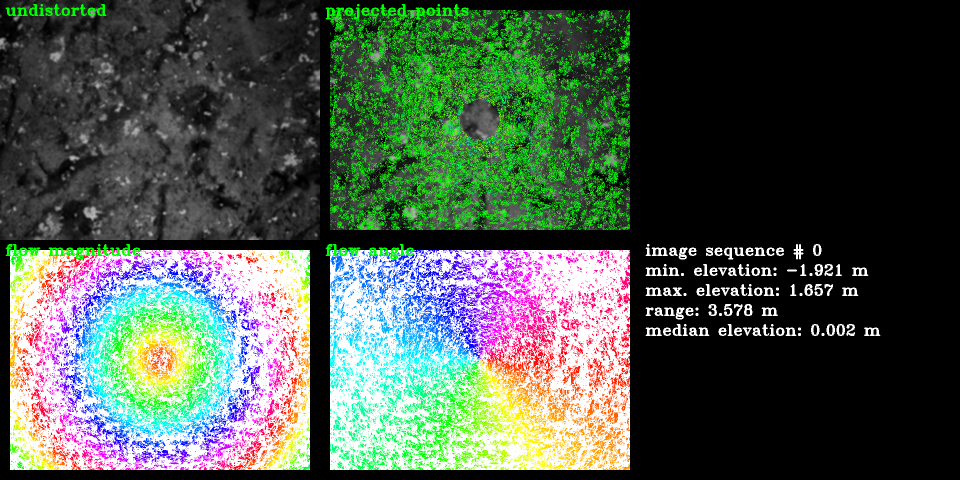 undistorted
projected points
flow magnitude
flow angle
image sequence # 0
min. elevation: -1.921 m
max. elevation: 1.657 m
range: 3.578 m
median elevation: 0.002 m